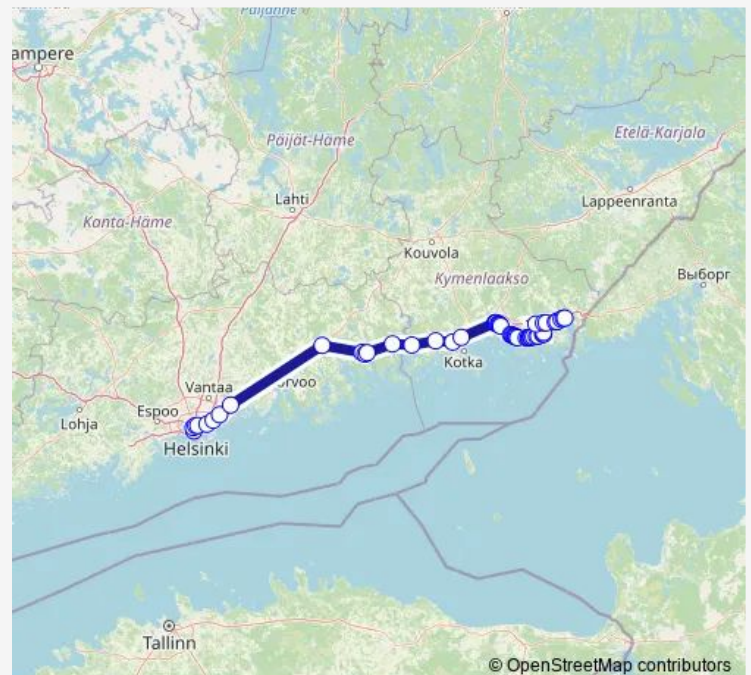 Päijänne
ampere
Päijät-Häme
Etelä-Karjala
Lahti
Lappeenranta
Kanta-Häme
Kouvola
Kymenlaakso
Выборг
Kotka
Vantaa
orvoo
Espoo
Lohja
Helsinki
Tallinn
© OpenStreetMap contributors